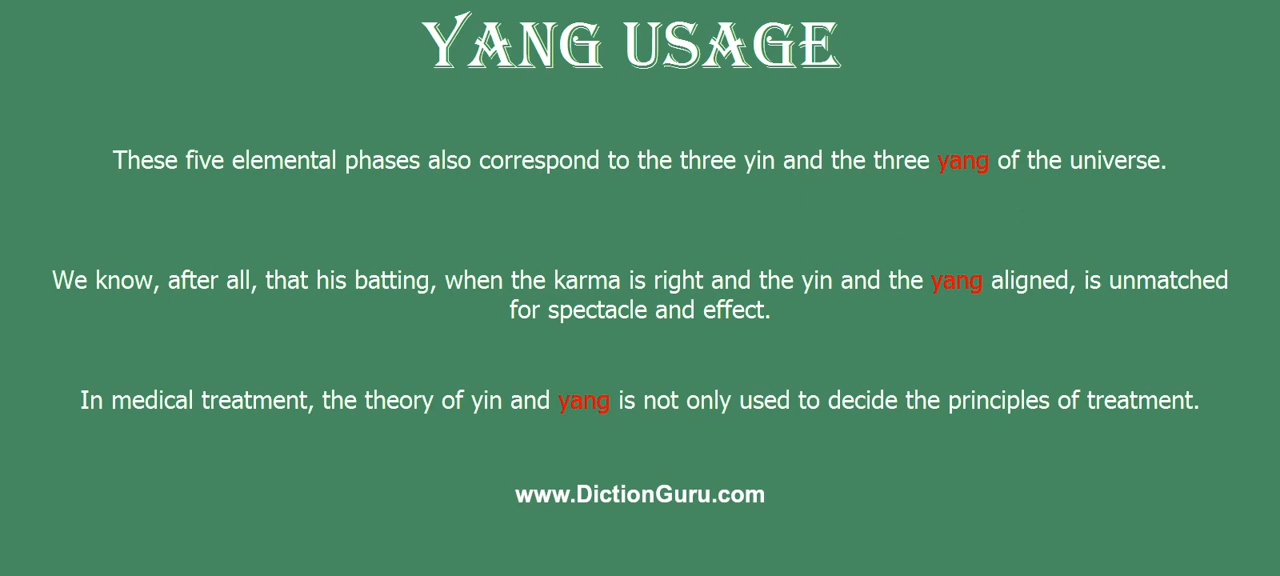 YANG USAGE
These five elemental phases also correspond to the three yin and the three yang of the universe.
We know, after all, that his batting, when the karma is right and the yin and the yang aligned, is unmatched
for spectacle and effect.
In medical treatment, the theory of yin and yang is not only used to decide the principles of treatment.
www.DictionGuru.com